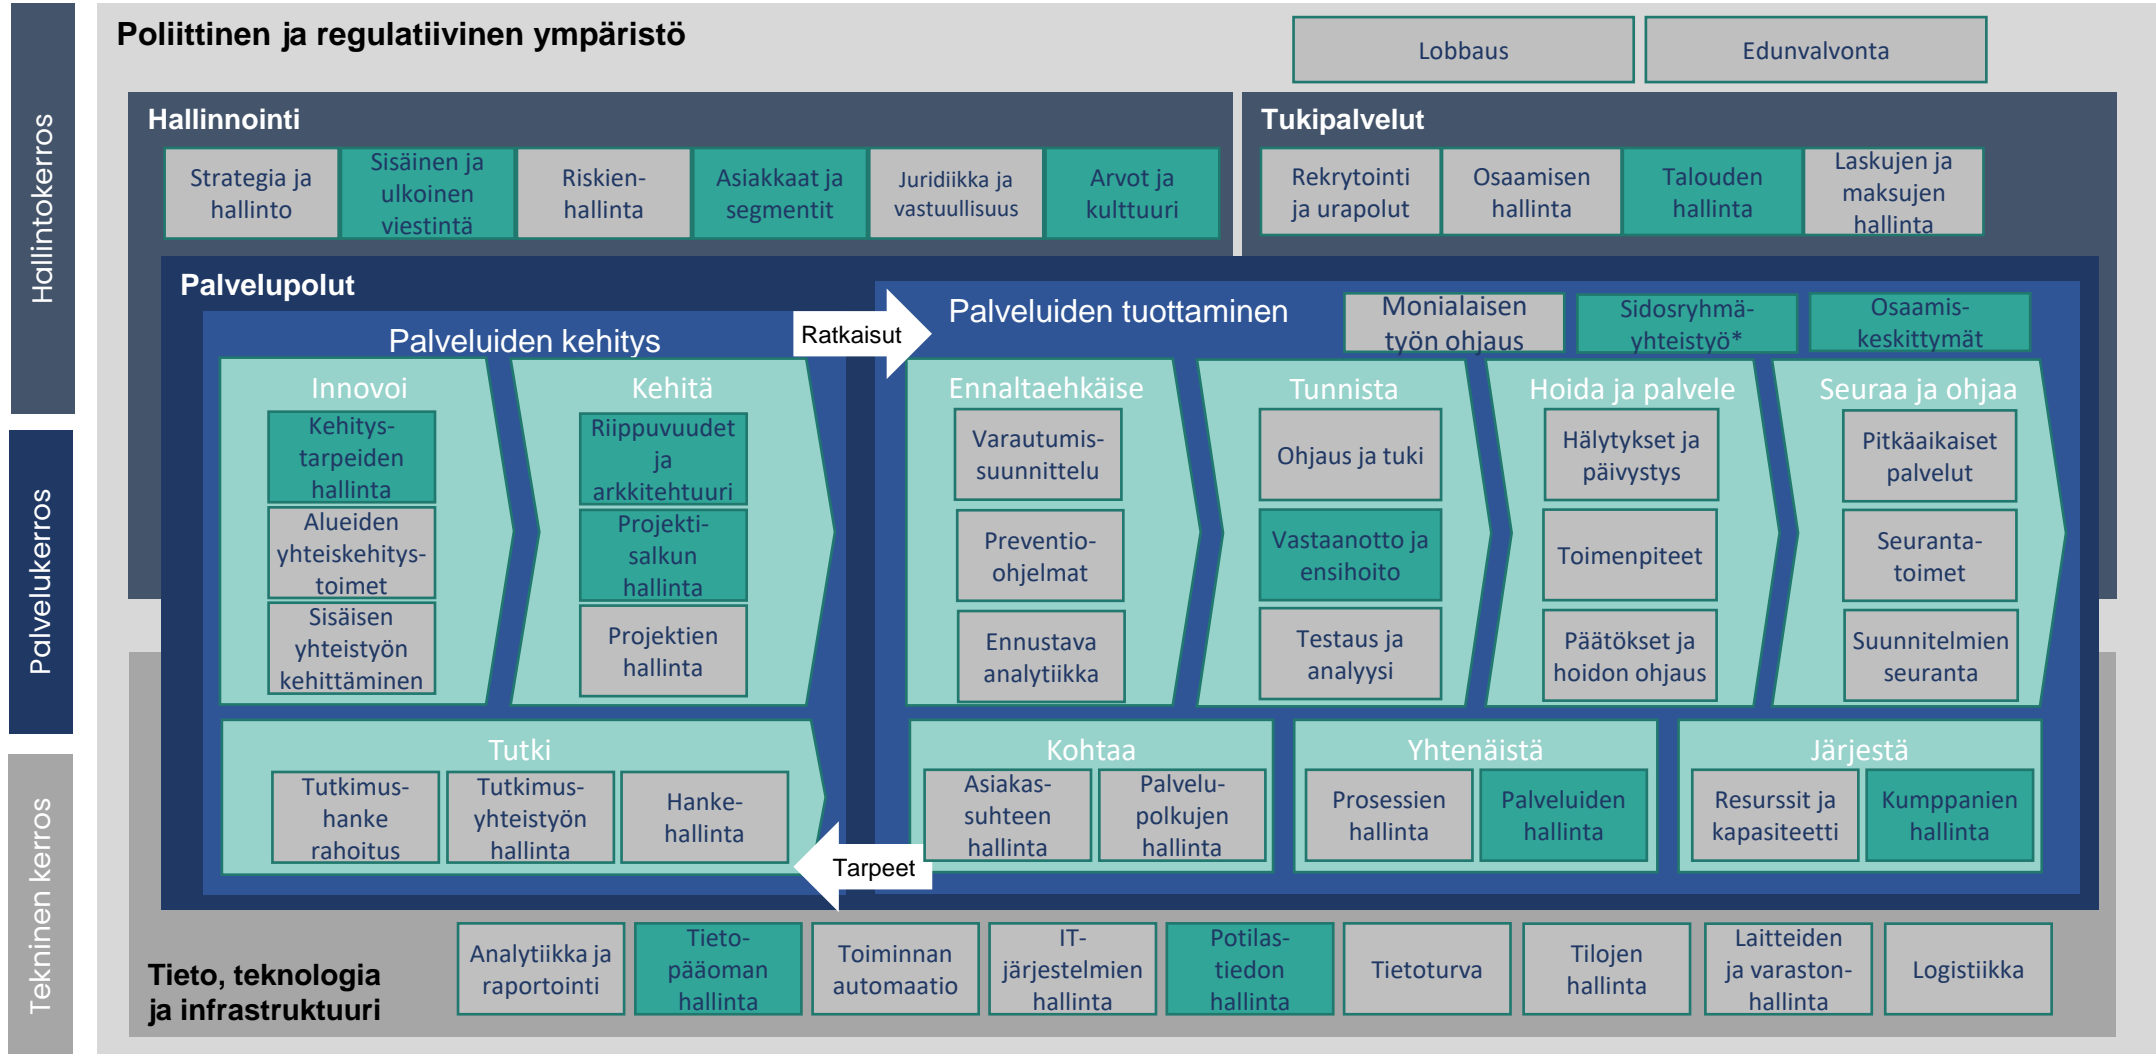 Poliittinen ja regulatiivinen ympäristö
Lobbaus
Edunvalvonta
Hallintokerros
Palvelukerros
Tekninen kerros
Hallinnointi
Strategia ja
hallinto
Sisäinen ja
ulkoinen
viestintä
Riskien-
hallinta
Asiakkaat ja
segmentit
Juridiikka ja
vastuullisuus
Arvot ja
kulttuuri
Tukipalvelut
Rekrytointi
ja urapolut
Osaamisen
hallinta
Talouden
hallinta
Laskujen ja
maksujen
hallinta
Palvelupolut
Palveluiden kehitys
Ratkaisut
Innovoi
Kehitys-
tarpeiden
hallinta
Alueiden
yhteiskehitys-
toimet
Sisäisen
yhteistyön
kehittäminen
Kehitä
Riippuvuudet
ja
arkkitehtuuri
Projekti-
salkun
hallinta
Projektien
hallinta
Tutki
Tutkimus-
hanke
rahoitus
Tutkimus-
yhteistyön
hallinta
Hanke-
hallinta
Tarpeet
Palveluiden tuottaminen
Monialaisen
työn ohjaus
Sidosryhmä-
yhteistyö*
Osaamis-
keskittymät
Ennaltaehkäise
Varautumis-
suunnittelu
Preventio-
ohjelmat
Ennustava
analytiikka
Tunnista
Ohjaus ja tuki
Vastaanotto ja
ensihoito
Testaus ja
analyysi
Hoida ja palvele
Hälytykset ja
päivystys
Toimenpiteet
Päätökset ja
hoidon ohjaus
Seuraa ja ohjaa
Pitkäaikaiset
palvelut
Seuranta-
toimet
Suunnitelmien
seuranta
Kohtaa
Asiakas-
suhteen
hallinta
Palvelu-
polkujen
hallinta
Yhtenäistä
Prosessien
hallinta
Palveluiden
hallinta
Järjestä
Resurssit ja
kapasiteetti
Kumppanien
hallinta
Tieto, teknologia
ja infrastruktuuri
Analytiikka ja
raportointi
Tieto-
pääoman
hallinta
Toiminnan
automaatio
IT-
järjestelmien
hallinta
Potilas-
tiedon
hallinta
Tietoturva
Tilojen
hallinta
Laitteiden
ja varaston-
hallinta
Logistiikka